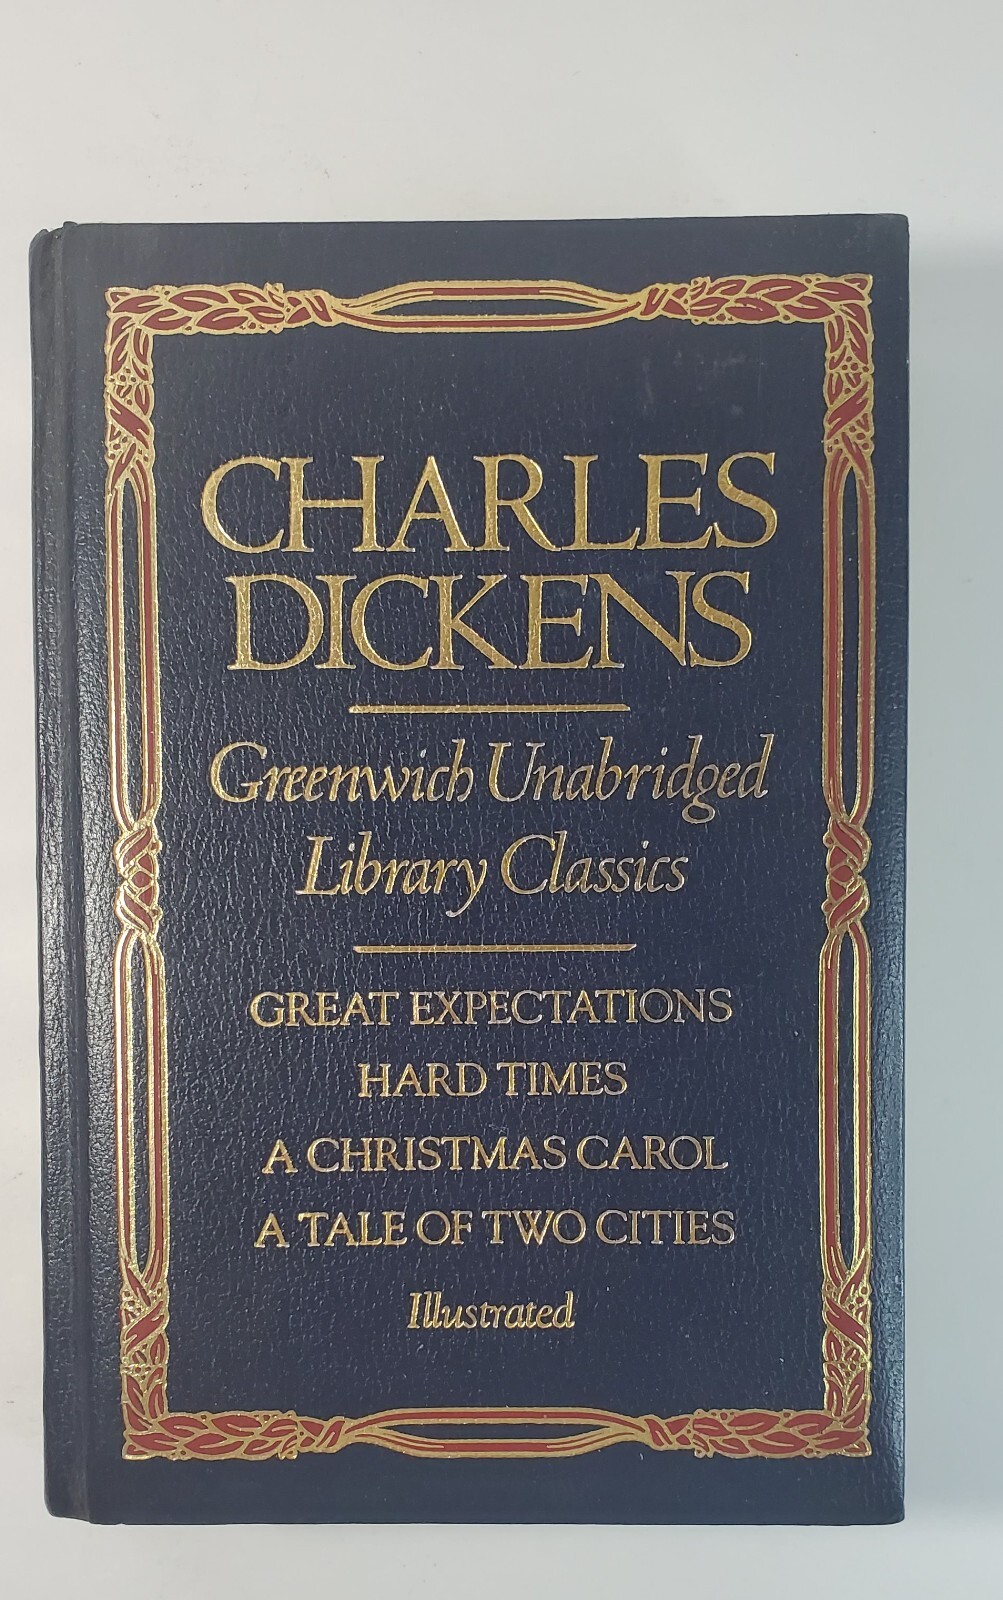 CHARLES
DICKENS
Greenwich Unabridged
Library Classics
GREAT EXPECTATIONS
HARD TIMES
A CHRISTMAS CAROL
A TALE OF TWO CITIES
Illustrated